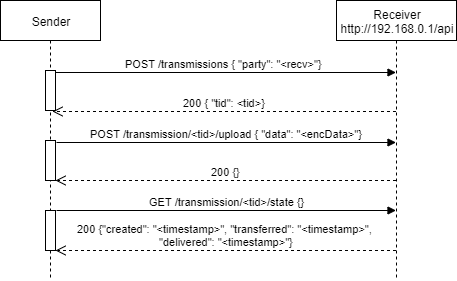 Sender
Receiver
http://192.168.0.1/api
POST /transmissions { "party": "<recv>"}
200 { "tid": <tid>}
POST /transmission/<tid>/upload { "data": "<encData>"}
200 {}
GET /transmission/<tid>/state {}
200 {"created": "<timestamp>", "transferred": "<timestamp>",
"delivered": "<timestamp>"}